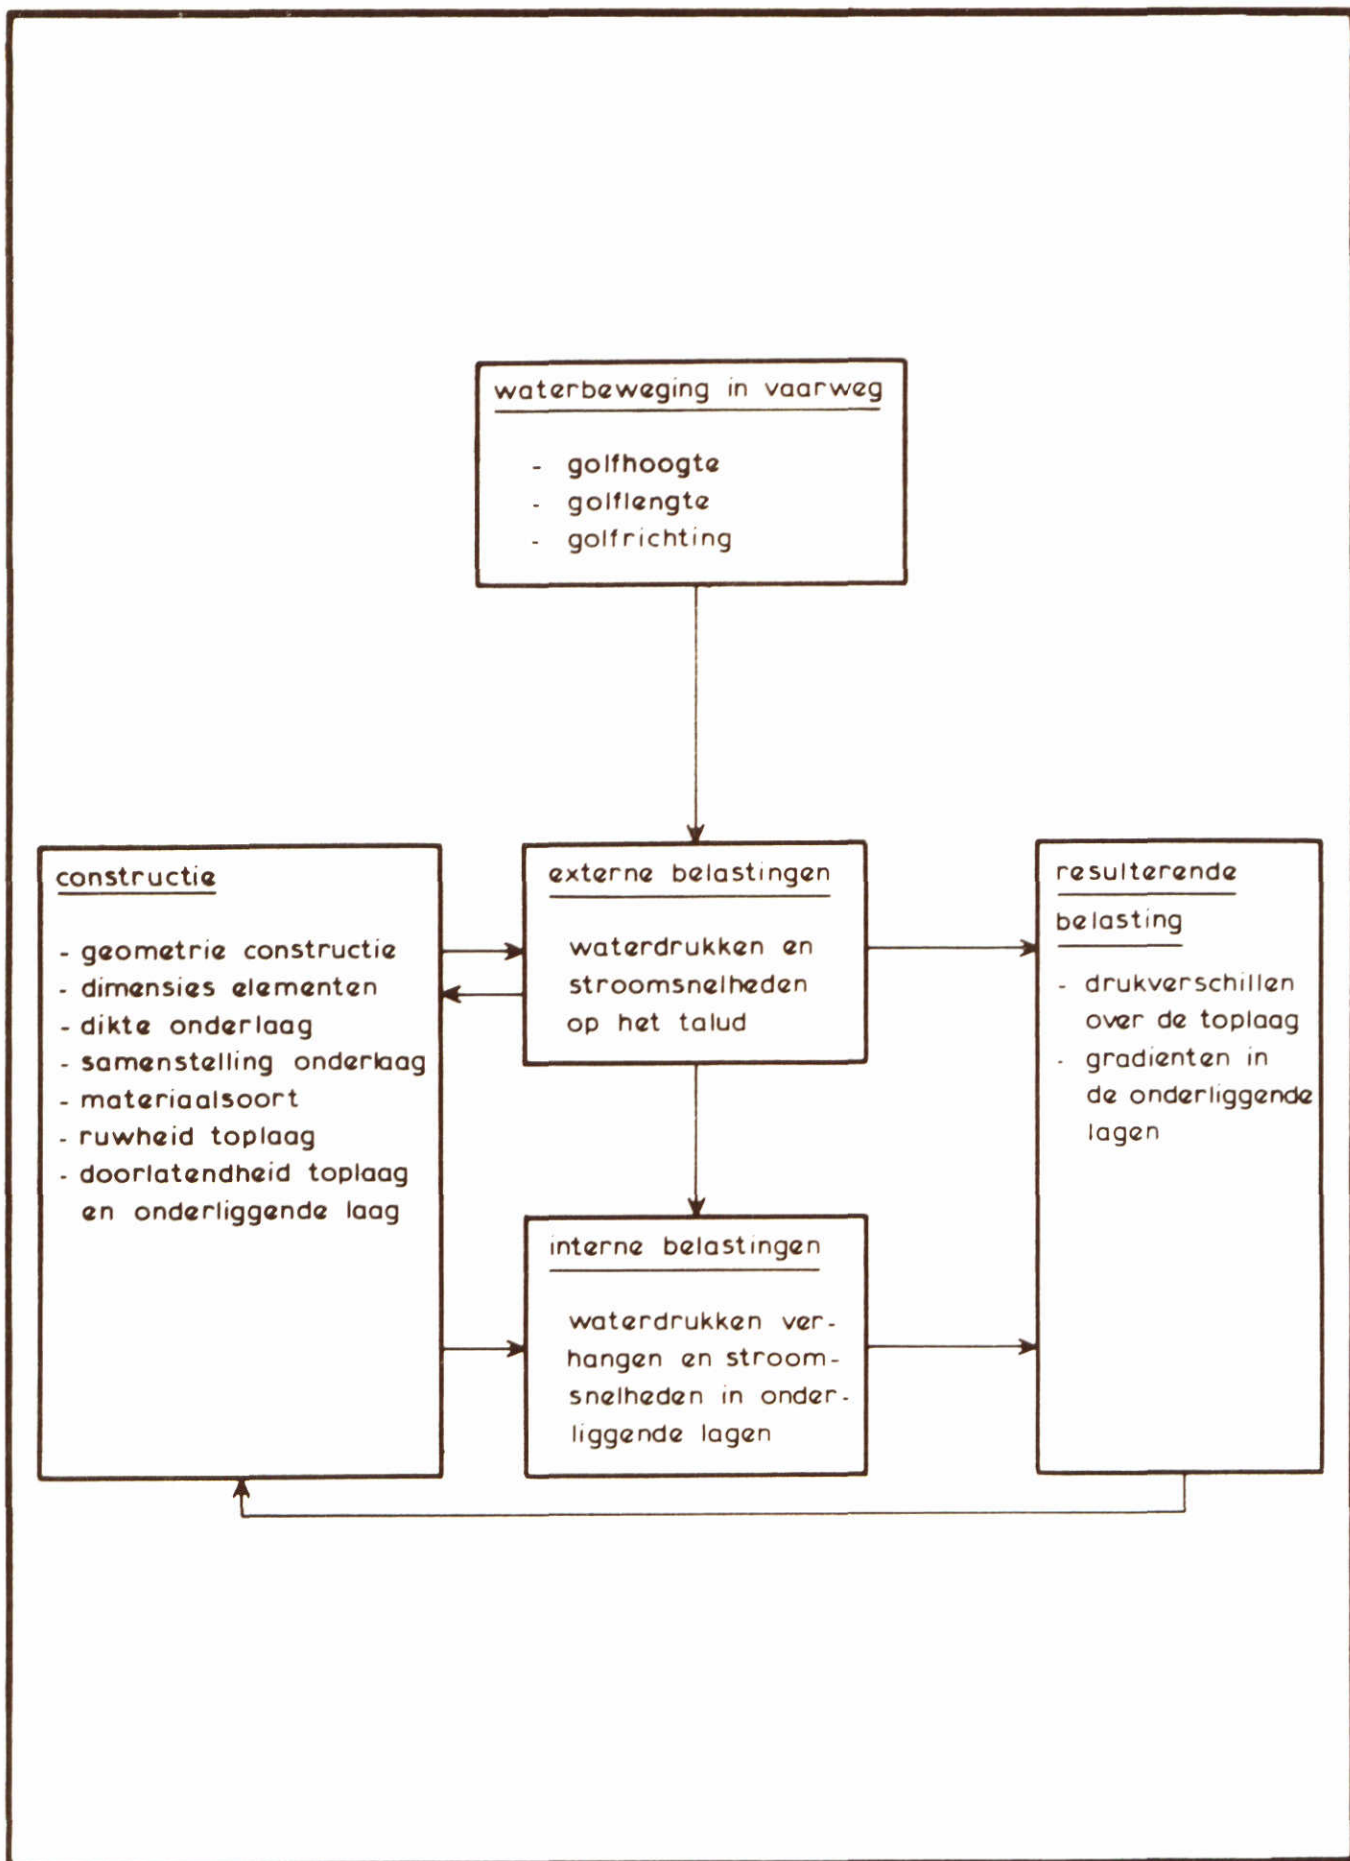 waterbeweging in vaarweg
- golfhoogte
- golflengte
- golfrichting
constructie
- geometrie constructie
- dimensies elementen
- dikte onderlaag
- samenstelling onderlaag
- materiaalsoort
- ruwheid toplaag
- doorlatendheid toplaag
en onderliggende laag
externe belastingen
waterdrukken en
stroomsnelheden
op het talud
interne belastingen
waterdrukken ver-
hangen en stroom-
snelheden in onder-
liggende lagen
resulterende
belasting
- drukverschillen
over de toplaag
- gradienten in
de onderliggende
lagen